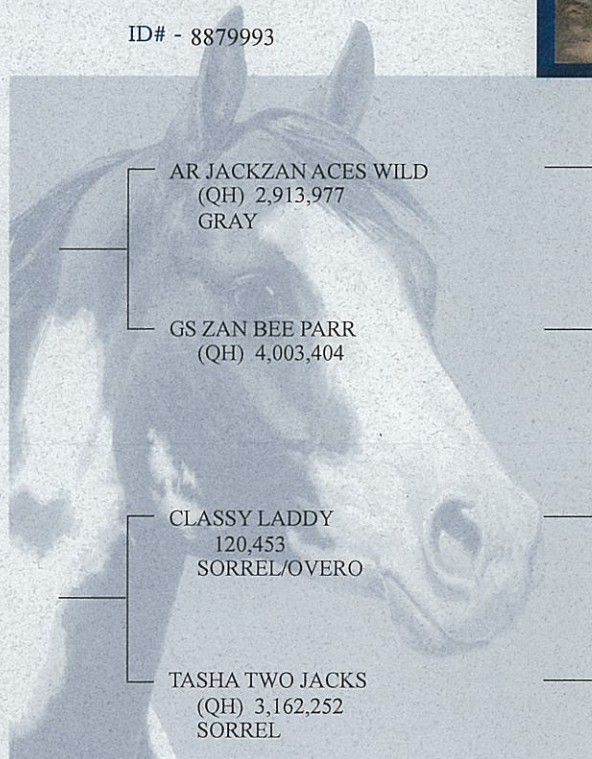 ID# - 8879993
AR JACKZAN ACES WILD
(QH) 2,913,977
GRAY
GS ZAN BEE PARR
(QH) 4,003,404
CLASSY LADDY
120,453
SORREL/OVERO
TASHA TWO JACKS
(QH) 3,162,252
SORREL